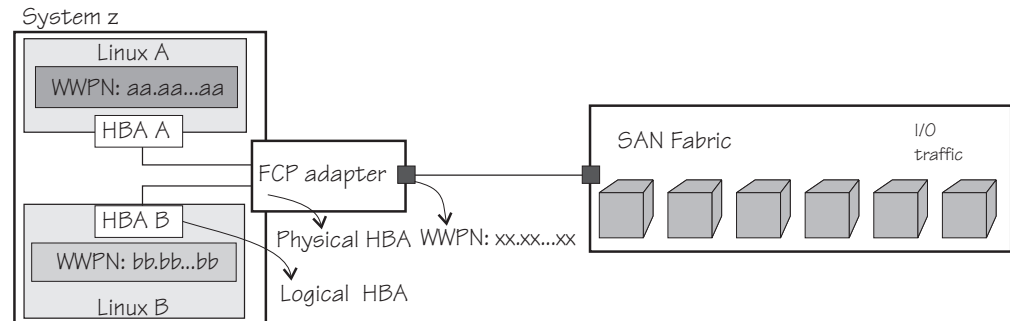 System z
Linux A
WWPN: aa.aa...aa
HBA A
FCP adapter
SAN Fabric
I/O
traffic
HBA B
Physical HBA
WWPN: xx.xx...xx
WWPN: bb.bb...bb
Logical HBA
Linux B